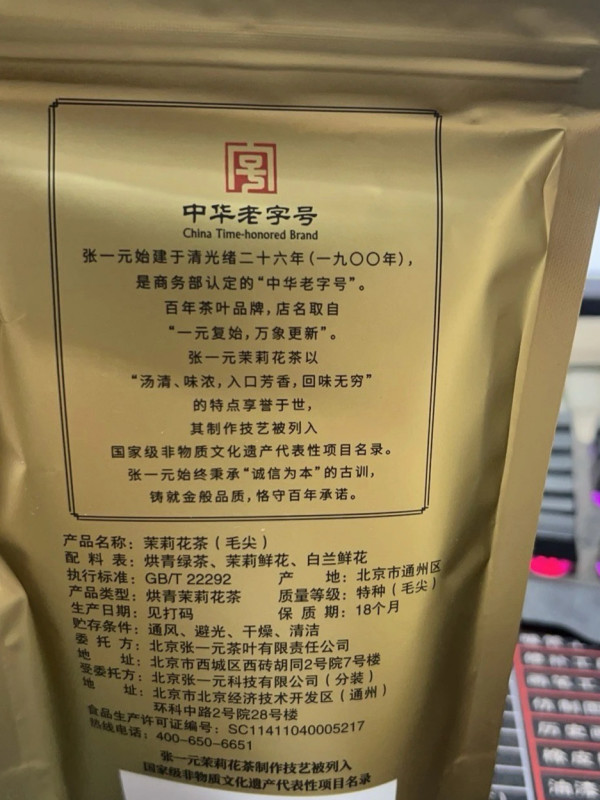 中华老字号
China Time-honored Brand
张一元始建于清光绪二十六年(一九〇〇年),
是商务部认定的“中华老字号”。
百年茶叶品牌,店名取自
“一元复始,万象更新”。
张一元茉莉花茶以
“汤清、味浓,入口芳香,回味无穷”
的特点享誉于世,
其制作技艺被列入
国家级非物质文化遗产代表性项目名录。
张一元始终秉承“诚信为本”的古训,
铸就金般品质,恪守百年承诺。
产品名称: 茉莉花茶(毛尖)
配料表: 烘青绿茶、茉莉鲜花、白兰鲜花
执行标准: GB/T 22292 产地: 北京市通州区
产品类型: 烘青茉莉花茶 质量等级: 特种(毛尖)
生产日期: 见打码 保质期: 18个月
贮存条件: 通风、避光、干燥、清洁
委托方: 北京张一元茶叶有限责任公司
地址: 北京市西城区西砖胡同2号院7号楼
受委托方: 北京张一元科技有限公司(分装)
地址: 北京市北京经济技术开发区(通州)
环科中路2号院28号楼
食品生产许可证编号: SC11411040005217
热线电话: 400-650-6651
张一元茉莉花茶制作技艺被列入
国家级非物质文化遗产代表性项目名录